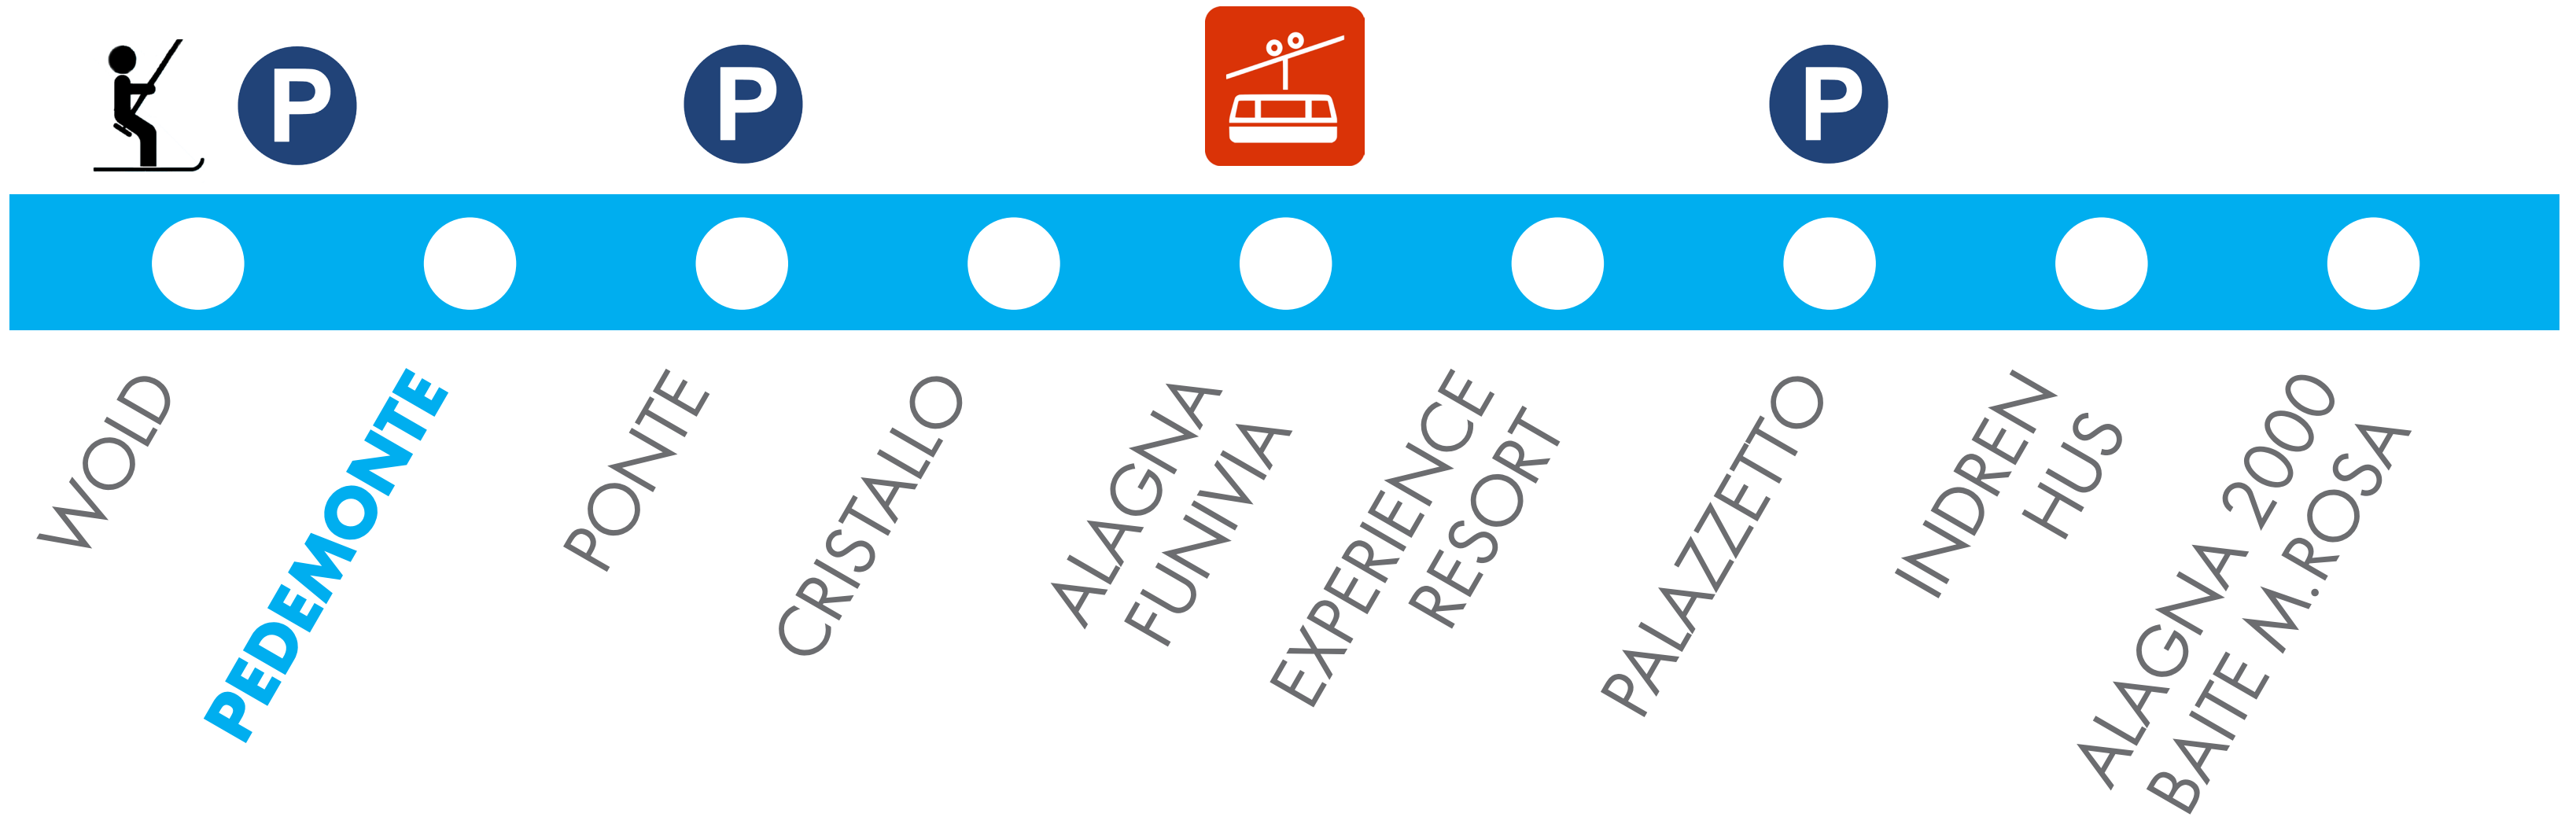 P
P
P
WOLD
PEDEMONTE
PONTE
CRISTALLO
ALAGNA
FUNIVIA
EXPERIENCE
RESORT
PALAZZETTO
INDREN
HUS
ALAGNA 2000
BAITE M.ROSA